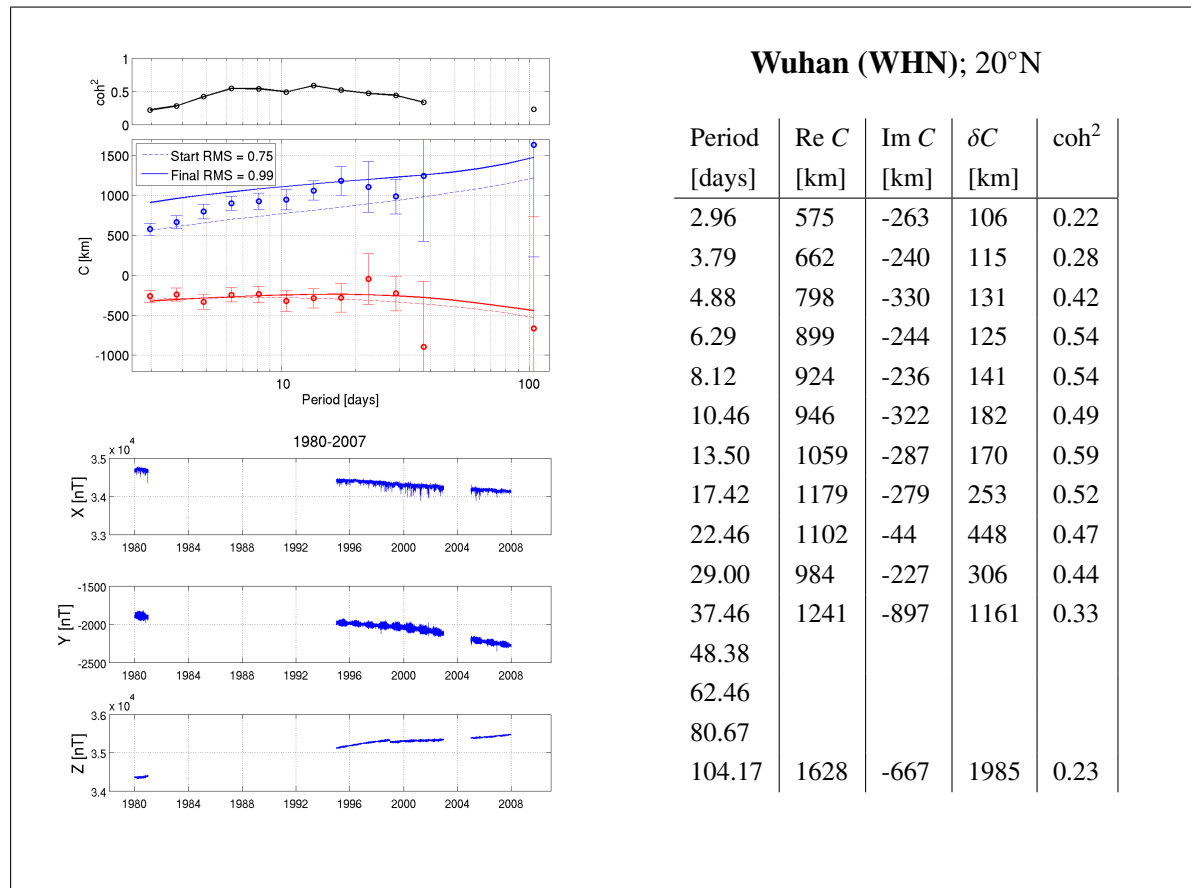 Wuhan (WHN); 20°N
1
0.5
0
coh²
1500
1000
500
0
-500
-1000
C [km]
Start RMS = 0.75
Final RMS = 0.99
10
100
Period [days]
1980-2007
x 10⁴
3.5
3.4
3.3
X [nT]
1980 1984 1988 1992 1996 2000 2004 2008
-1500
-2000
-2500
Y [nT]
1980 1984 1988 1992 1996 2000 2004 2008
x 10⁴
3.6
3.5
3.4
Z [nT]
1980 1984 1988 1992 1996 2000 2004 2008
Period Re C Im C δC coh²
[days] [km] [km] [km]
2.96 575 -263 106 0.22
3.79 662 -240 115 0.28
4.88 798 -330 131 0.42
6.29 899 -244 125 0.54
8.12 924 -236 141 0.54
10.46 946 -322 182 0.49
13.50 1059 -287 170 0.59
17.42 1179 -279 253 0.52
22.46 1102 -44 448 0.47
29.00 984 -227 306 0.44
37.46 1241 -897 1161 0.33
48.38
62.46
80.67
104.17 1628 -667 1985 0.23